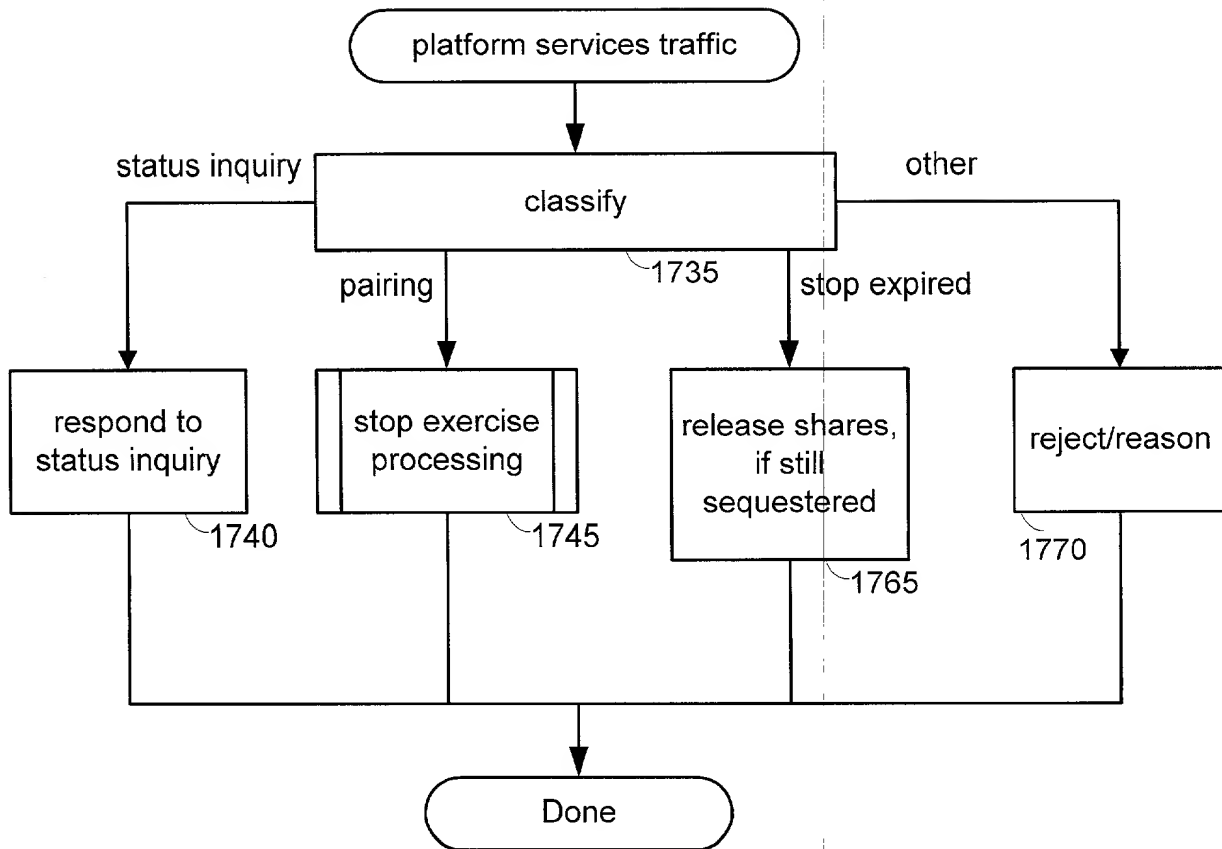 platform services traffic
status inquiry
other
classify
1735
pairing
stop expired
respond to
status inquiry
1740
stop exercise
processing
1745
release shares,
if still
sequestered
1765
reject/reason
1770
Done